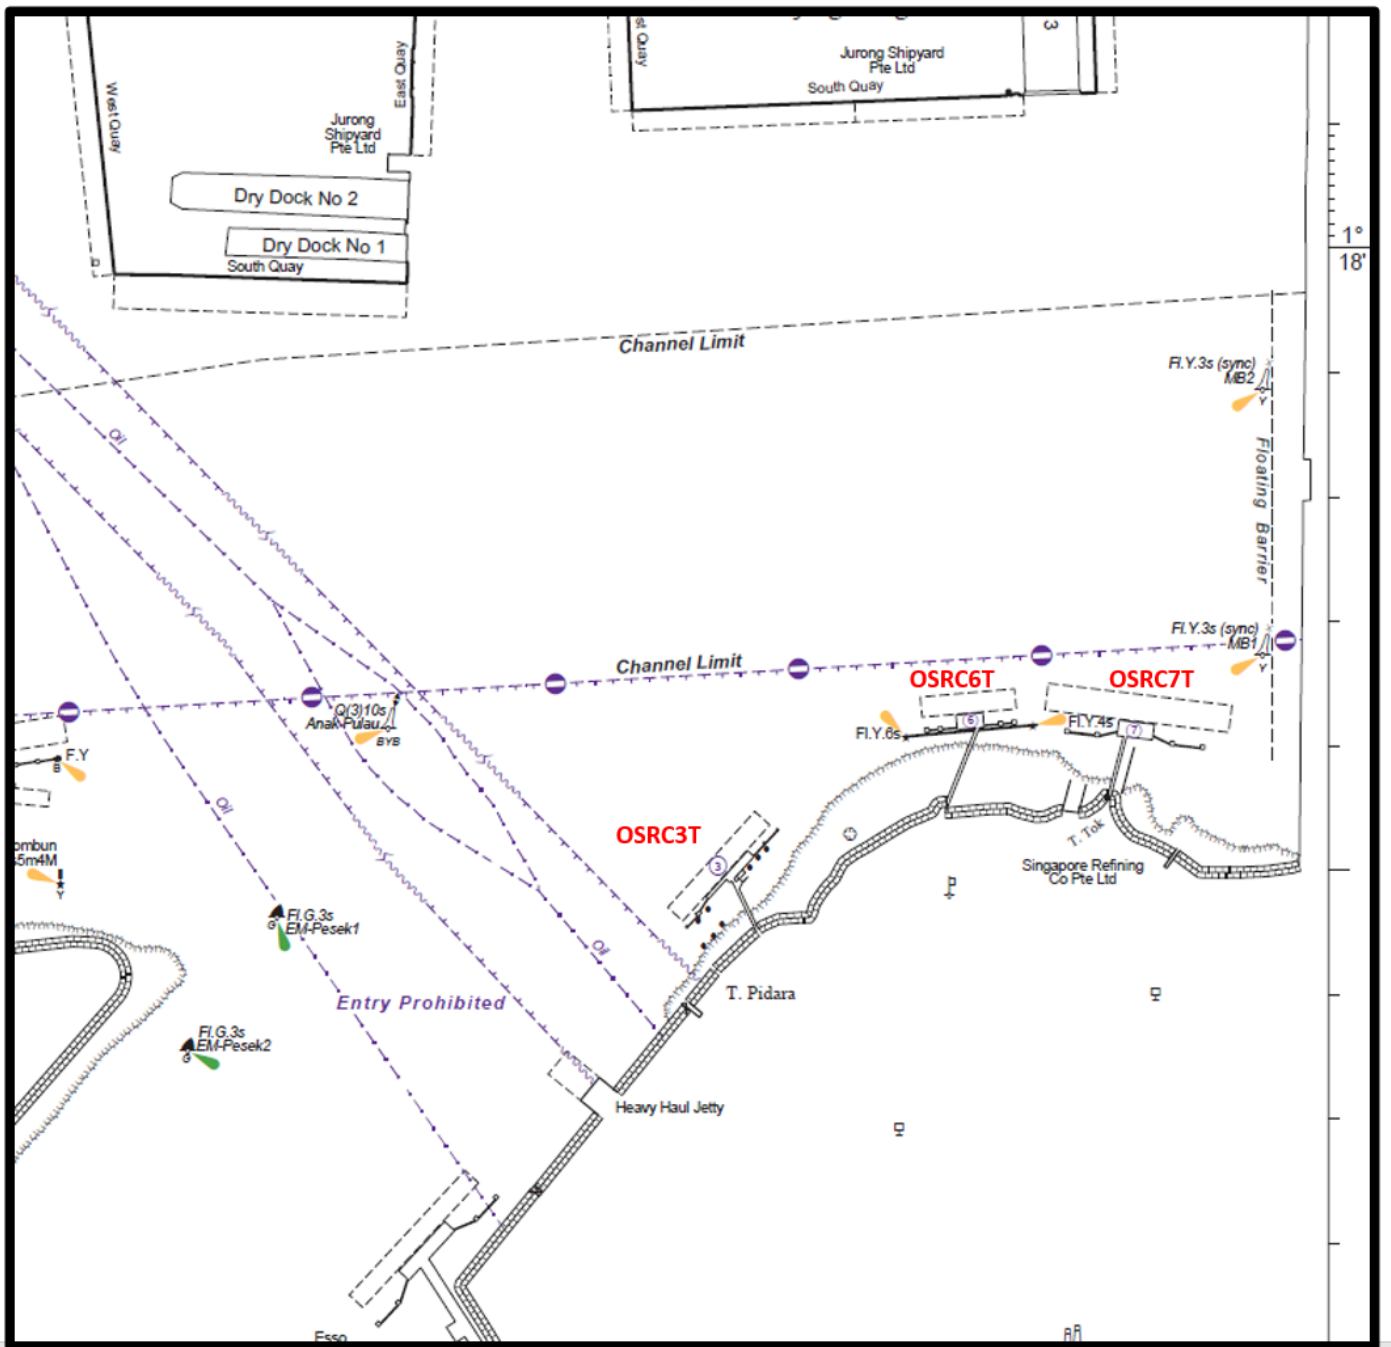 West Quay
East Quay
Jurong
Shipyard
Pte Ltd
Dry Dock No 2
Dry Dock No 1
South Quay
st Quay
Jurong Shipyard
Pte Ltd
South Quay
3
1°
18'
Channel Limit
Fl.Y.3s (sync)
MB2
Y
Floating Barrier
Oil
Fl.Y.3s (sync)
MB1
Y
Channel Limit
OSRC6T
OSRC7T
Q(3)10s
Anak Pulau
BYB
Fl.Y.6s
6
Fl.Y.4s
7
F.Y
B
Oil
OSRC3T
3
T. Tok
Singapore Refining
Co Pte Ltd
ombun
s5m4M
Y
Fl.G.3s
EM-Pesek1
G
Oil
Entry Prohibited
T. Pidara
Fl.G.3s
EM-Pesek2
G
Heavy Haul Jetty
Esso